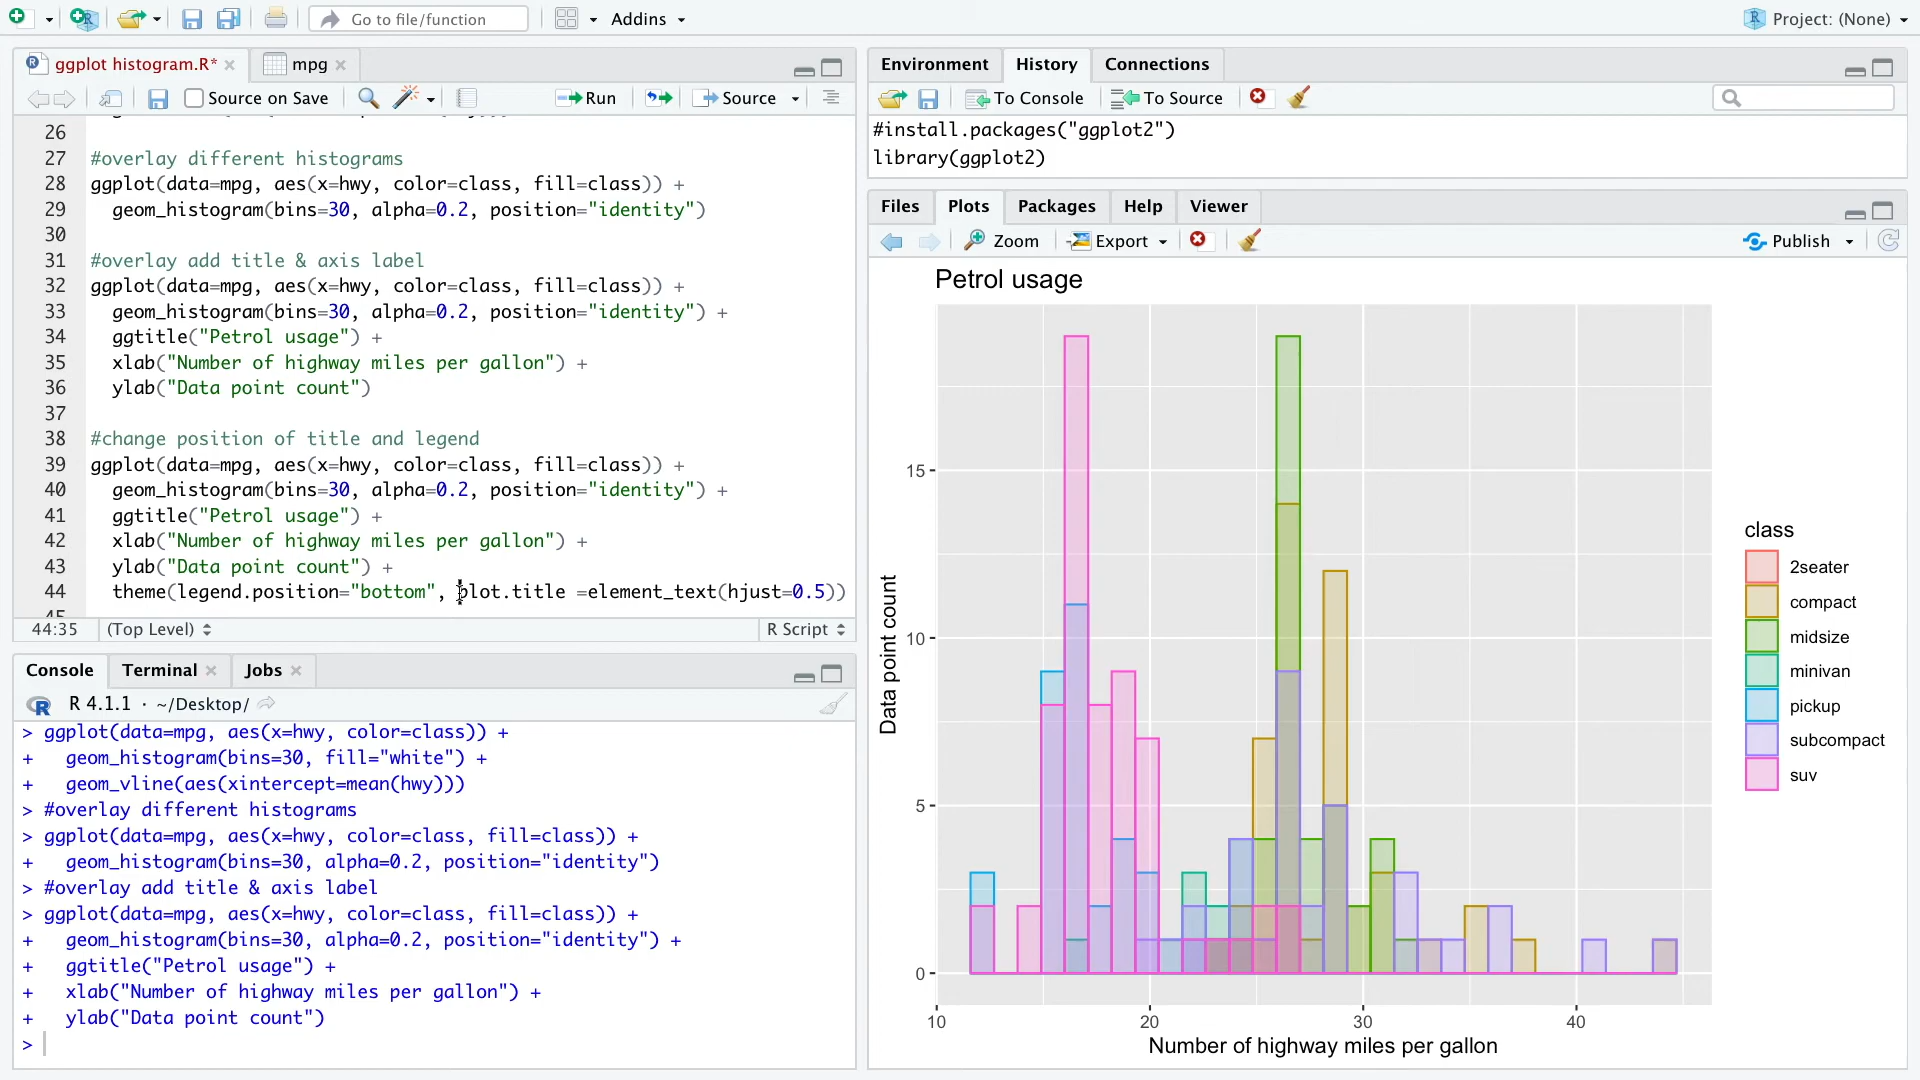 Go to file/function
Addins
Project: (None)
ggplot histogram.R*
mpg
Source on Save
Run
Source
26
27 #overlay different histograms
28 ggplot(data=mpg, aes(x=hwy, color=class, fill=class)) +
29 geom_histogram(bins=30, alpha=0.2, position="identity")
30
31 #overlay add title & axis label
32 ggplot(data=mpg, aes(x=hwy, color=class, fill=class)) +
33 geom_histogram(bins=30, alpha=0.2, position="identity") +
34 ggtitle("Petrol usage") +
35 xlab("Number of highway miles per gallon") +
36 ylab("Data point count")
37
38 #change position of title and legend
39 ggplot(data=mpg, aes(x=hwy, color=class, fill=class)) +
40 geom_histogram(bins=30, alpha=0.2, position="identity") +
41 ggtitle("Petrol usage") +
42 xlab("Number of highway miles per gallon") +
43 ylab("Data point count") +
44 theme(legend.position="bottom", plot.title =element_text(hjust=0.5))
44:35
(Top Level)
R Script
Console
Terminal
Jobs
R 4.1.1 · ~/Desktop/
> ggplot(data=mpg, aes(x=hwy, color=class)) +
+ geom_histogram(bins=30, fill="white") +
+ geom_vline(aes(xintercept=mean(hwy)))
> #overlay different histograms
> ggplot(data=mpg, aes(x=hwy, color=class, fill=class)) +
+ geom_histogram(bins=30, alpha=0.2, position="identity")
> #overlay add title & axis label
> ggplot(data=mpg, aes(x=hwy, color=class, fill=class)) +
+ geom_histogram(bins=30, alpha=0.2, position="identity") +
+ ggtitle("Petrol usage") +
+ xlab("Number of highway miles per gallon") +
+ ylab("Data point count")
>
Environment
History
Connections
To Console
To Source
#install.packages("ggplot2")
library(ggplot2)
Files
Plots
Packages
Help
Viewer
Zoom
Export
Publish
Petrol usage
15
10
5
0
Data point count
10
20
30
40
Number of highway miles per gallon
class
2seater
compact
midsize
minivan
pickup
subcompact
suv